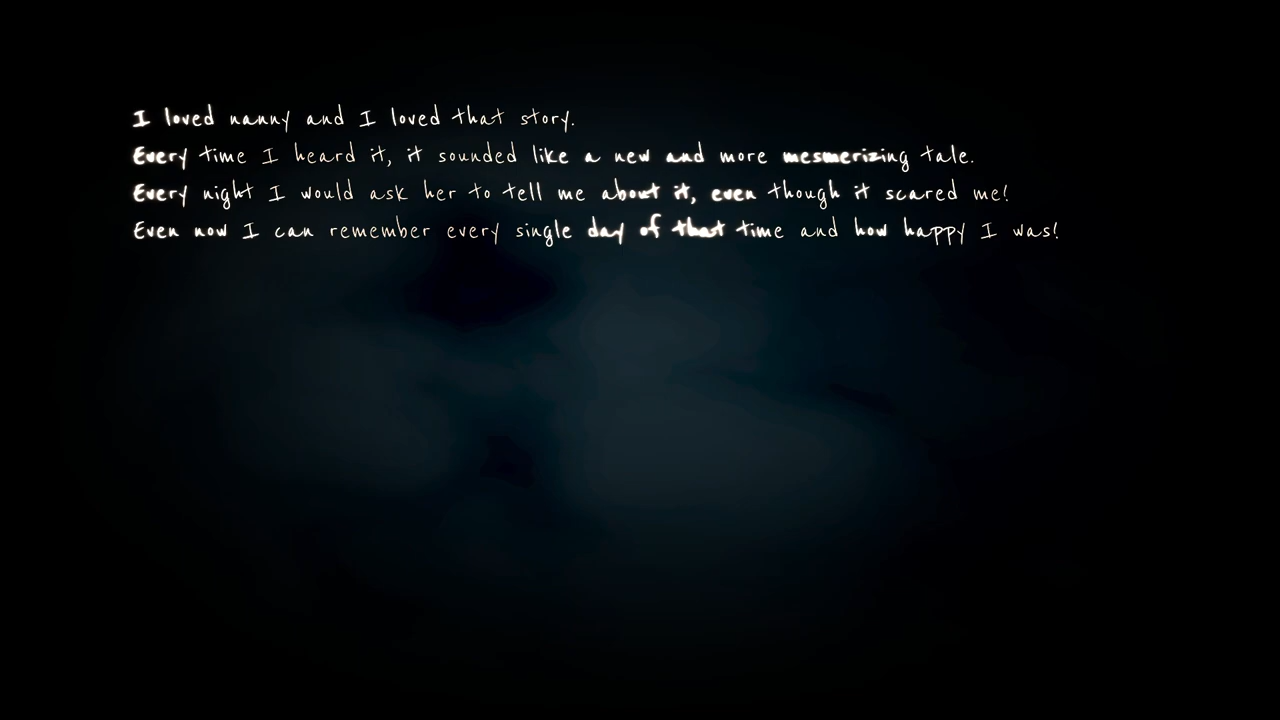 I loved nanny and I loved that story.
Every time I heard it, it sounded like a new and more mesmerizing tale.
Every night I would ask her to tell me about it, even though it scared me!
Even now I can remember every single day of that time and how happy I was!